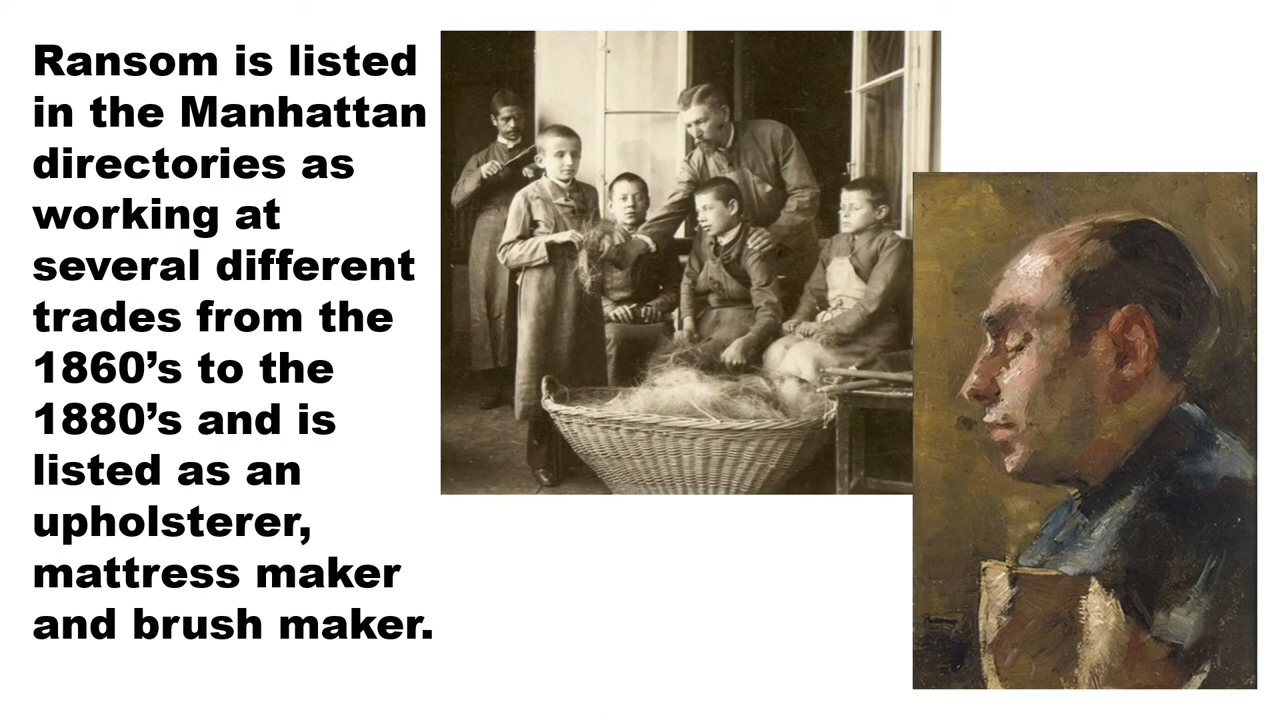 Ransom is listed
in the Manhattan
directories as
working at
several different
trades from the
1860’s to the
1880’s and is
listed as an
upholsterer,
mattress maker
and brush maker.